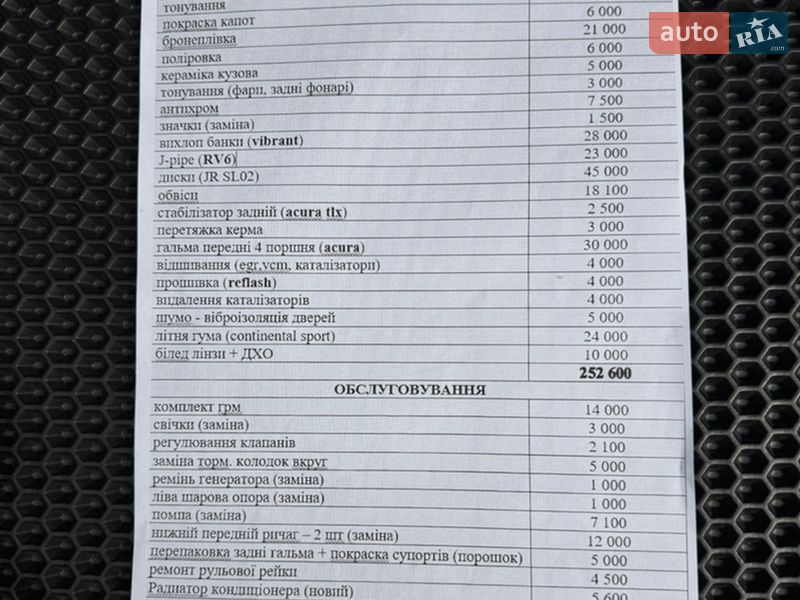 auto RIA .com
тонування 6 000
покраска капот 21 000
бронеплівка 6 000
поліровка 5 000
кераміка кузова 3 000
тонування (фари, задні фонарі) 7 500
антихром 1 500
значки (заміна) 28 000
вихлоп банки (vibrant) 23 000
J-pipe (RV6) 45 000
диски (JR SL02) 18 100
обвіси 2 500
стабілізатор задній (acura tlx) 3 000
перетяжка керма 30 000
гальма передні 4 поршня (acura) 4 000
відшивання (egr,vcm, каталізатори) 4 000
прошивка (reflash) 4 000
видалення каталізаторів 5 000
шумо - віброізоляція дверей 24 000
літня гума (continental sport) 10 000
білед лінзи + ДХО
252 600
ОБСЛУГОВУВАННЯ
комплект грм 14 000
свічки (заміна) 3 000
регулювання клапанів 2 100
заміна торм. колодок вкруг 5 000
ремінь генератора (заміна) 1 000
ліва шарова опора (заміна) 1 000
помпа (заміна) 7 100
нижній передній ричаг – 2 шт (заміна) 12 000
перепаковка задні гальма + покраска супортів (порошок) 5 000
ремонт рульової рейки 4 500
Радиатор кондиціонера (новий) 5 600